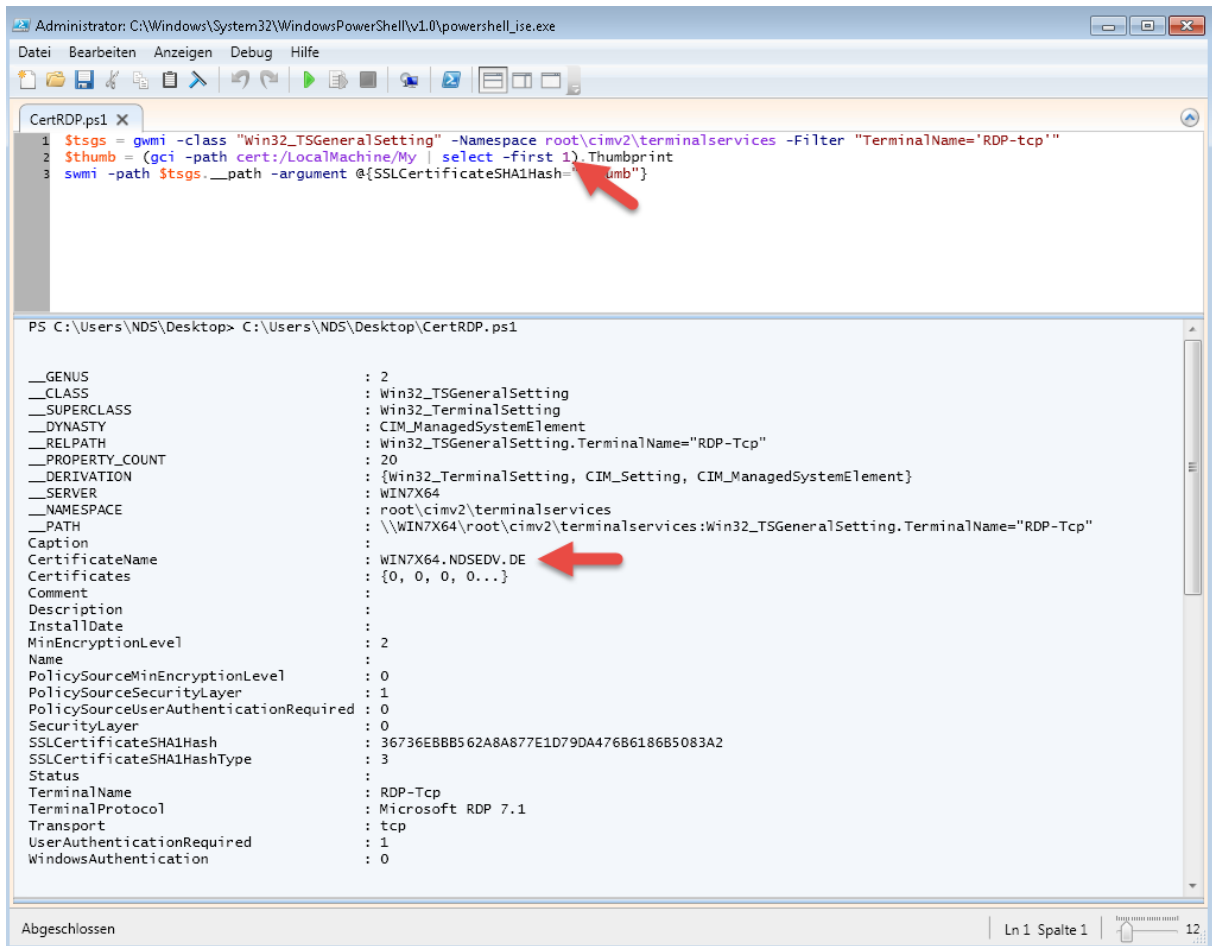 Administrator: C:\Windows\System32\WindowsPowerShell\v1.0\powershell_ise.exe
Datei Bearbeiten Anzeigen Debug Hilfe
CertRDP.ps1
1 $tsgs = gwmi -class "Win32_TSGeneralSetting" -Namespace root\cimv2\terminalservices -Filter "TerminalName='RDP-tcp'"
2 $thumb = (gci -path cert:/LocalMachine/My | select -first 1).Thumbprint
3 swmi -path $tsgs.__path -argument @{SSLCertificateSHA1Hash="umb"}
PS C:\Users\NDS\Desktop> C:\Users\NDS\Desktop\CertRDP.ps1
__GENUS : 2
__CLASS : Win32_TSGeneralSetting
__SUPERCLASS : Win32_TerminalSetting
__DYNASTY : CIM_ManagedSystemElement
__RELPATH : Win32_TSGeneralSetting.TerminalName="RDP-Tcp"
__PROPERTY_COUNT : 20
__DERIVATION : {Win32_TerminalSetting, CIM_Setting, CIM_ManagedSystemElement}
__SERVER : WIN7X64
__NAMESPACE : root\cimv2\terminalservices
__PATH : \\WIN7X64\root\cimv2\terminalservices:Win32_TSGeneralSetting.TerminalName="RDP-Tcp"
Caption :
CertificateName : WIN7X64.NDSEDV.DE
Certificates : {0, 0, 0, 0...}
Comment :
Description :
InstallDate :
MinEncryptionLevel : 2
Name :
PolicySourceMinEncryptionLevel : 0
PolicySourceSecurityLayer : 1
PolicySourceUserAuthenticationRequired : 0
SecurityLayer : 0
SSLCertificateSHA1Hash : 36736EBBB562A8A877E1D79DA476B6186B5083A2
SSLCertificateSHA1HashType : 3
Status :
TerminalName : RDP-Tcp
TerminalProtocol : Microsoft RDP 7.1
Transport : tcp
UserAuthenticationRequired : 1
WindowsAuthentication : 0
Abgeschlossen
Ln 1 Spalte 1
12